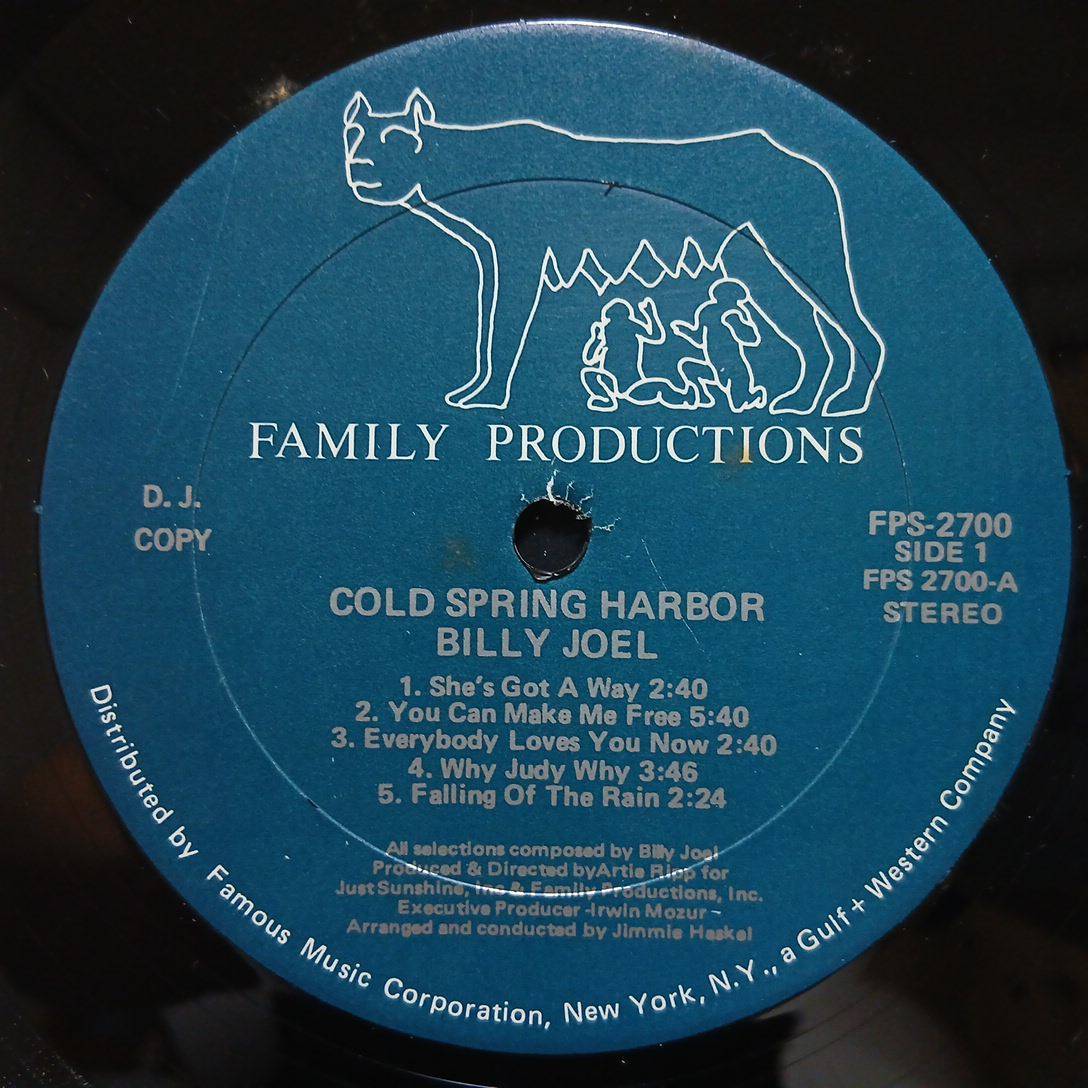 FAMILY PRODUCTIONS
D. J.
COPY
FPS-2700
SIDE 1
FPS 2700-A
STEREO
COLD SPRING HARBOR
BILLY JOEL
1. She's Got A Way 2:40
2. You Can Make Me Free 5:40
3. Everybody Loves You Now 2:40
4. Why Judy Why 3:46
5. Falling Of The Rain 2:24
All selections composed by Billy Joel
Produced & Directed byArtie Ripp for
Just Sunshine, Inc & Family Productions, Inc.
Executive Producer -Irwin Mozur -
Arranged and conducted by Jimmie Haskel
Distributed by Famous Music Corporation, New York, N.Y., a Gulf + Western Company